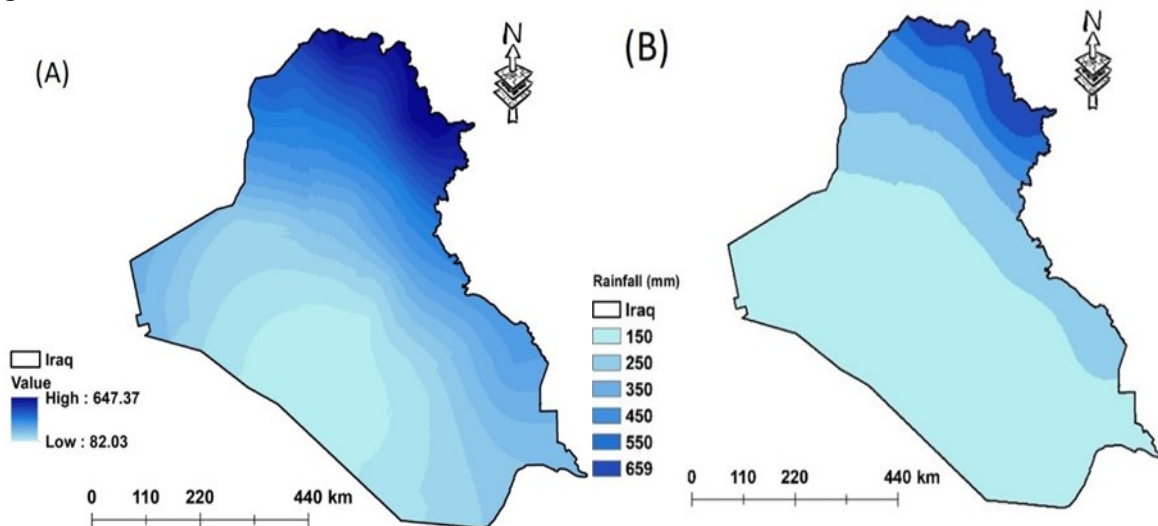 (A)
N
Iraq
Value
High : 647.37
Low : 82.03
0 110 220 440 km
(B)
N
Rainfall (mm)
Iraq
150
250
350
450
550
659
0 110 220 440 km